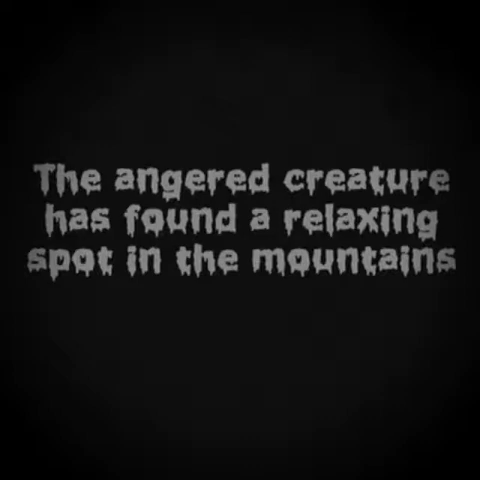 The angered creature
has found a relaxing
spot in the mountains